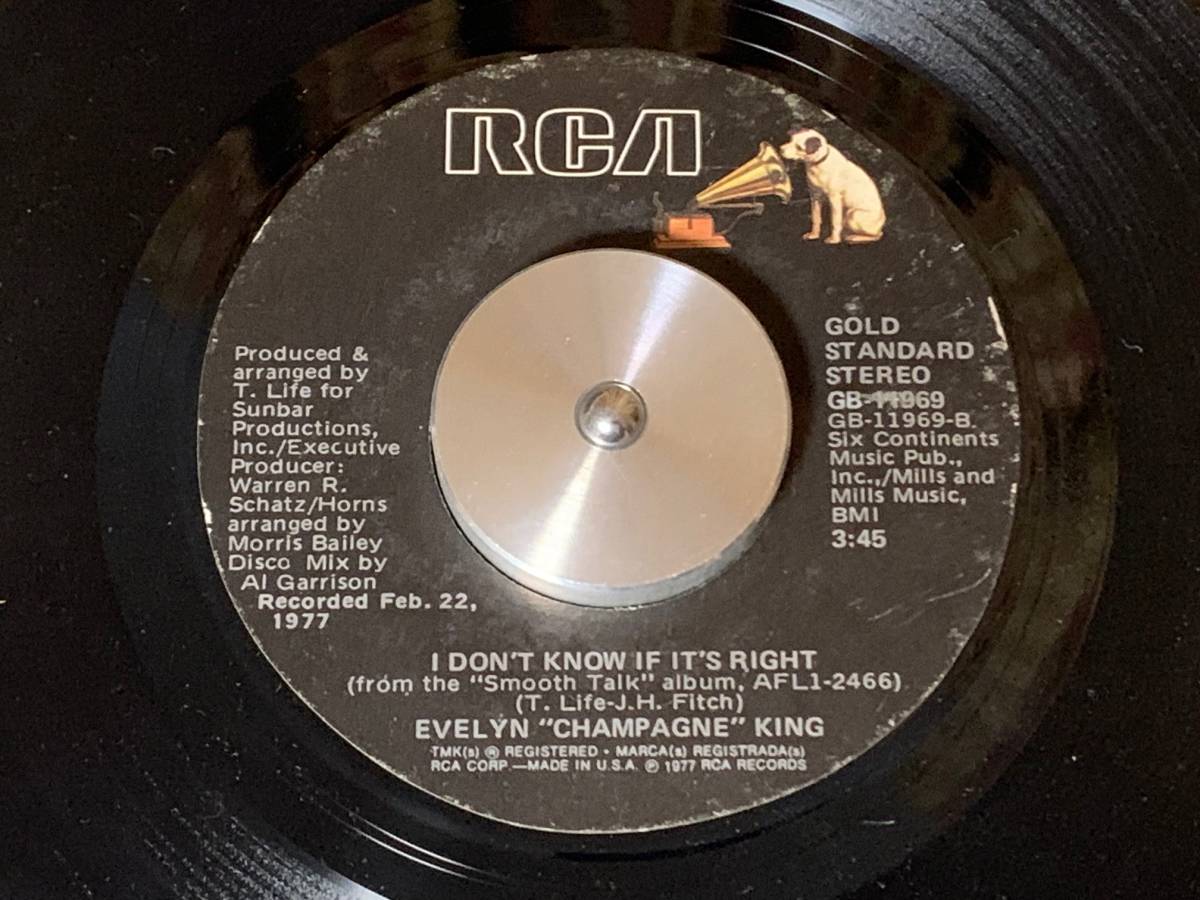 RCA
Produced &
arranged by
T. Life for
Sunbar
Productions,
Inc./Executive
Producer:
Warren R.
Schatz/Horns
arranged by
Morris Bailey
Disco Mix by
Al Garrison
Recorded Feb. 22,
1977
GOLD
STANDARD
STEREO
GB-11969
GB-11969-B
Six Continents
Music Pub.,
Inc.,/Mills and
Mills Music,
BMI
3:45
I DON'T KNOW IF IT'S RIGHT
(from the "Smooth Talk" album, AFL1-2466)
(T. Life-J.H. Fitch)
EVELYN "CHAMPAGNE" KING
TMK(s) ® REGISTERED • MARCA(s) REGISTRADA(s)
RCA CORP.—MADE IN U.S.A. ℗ 1977 RCA RECORDS